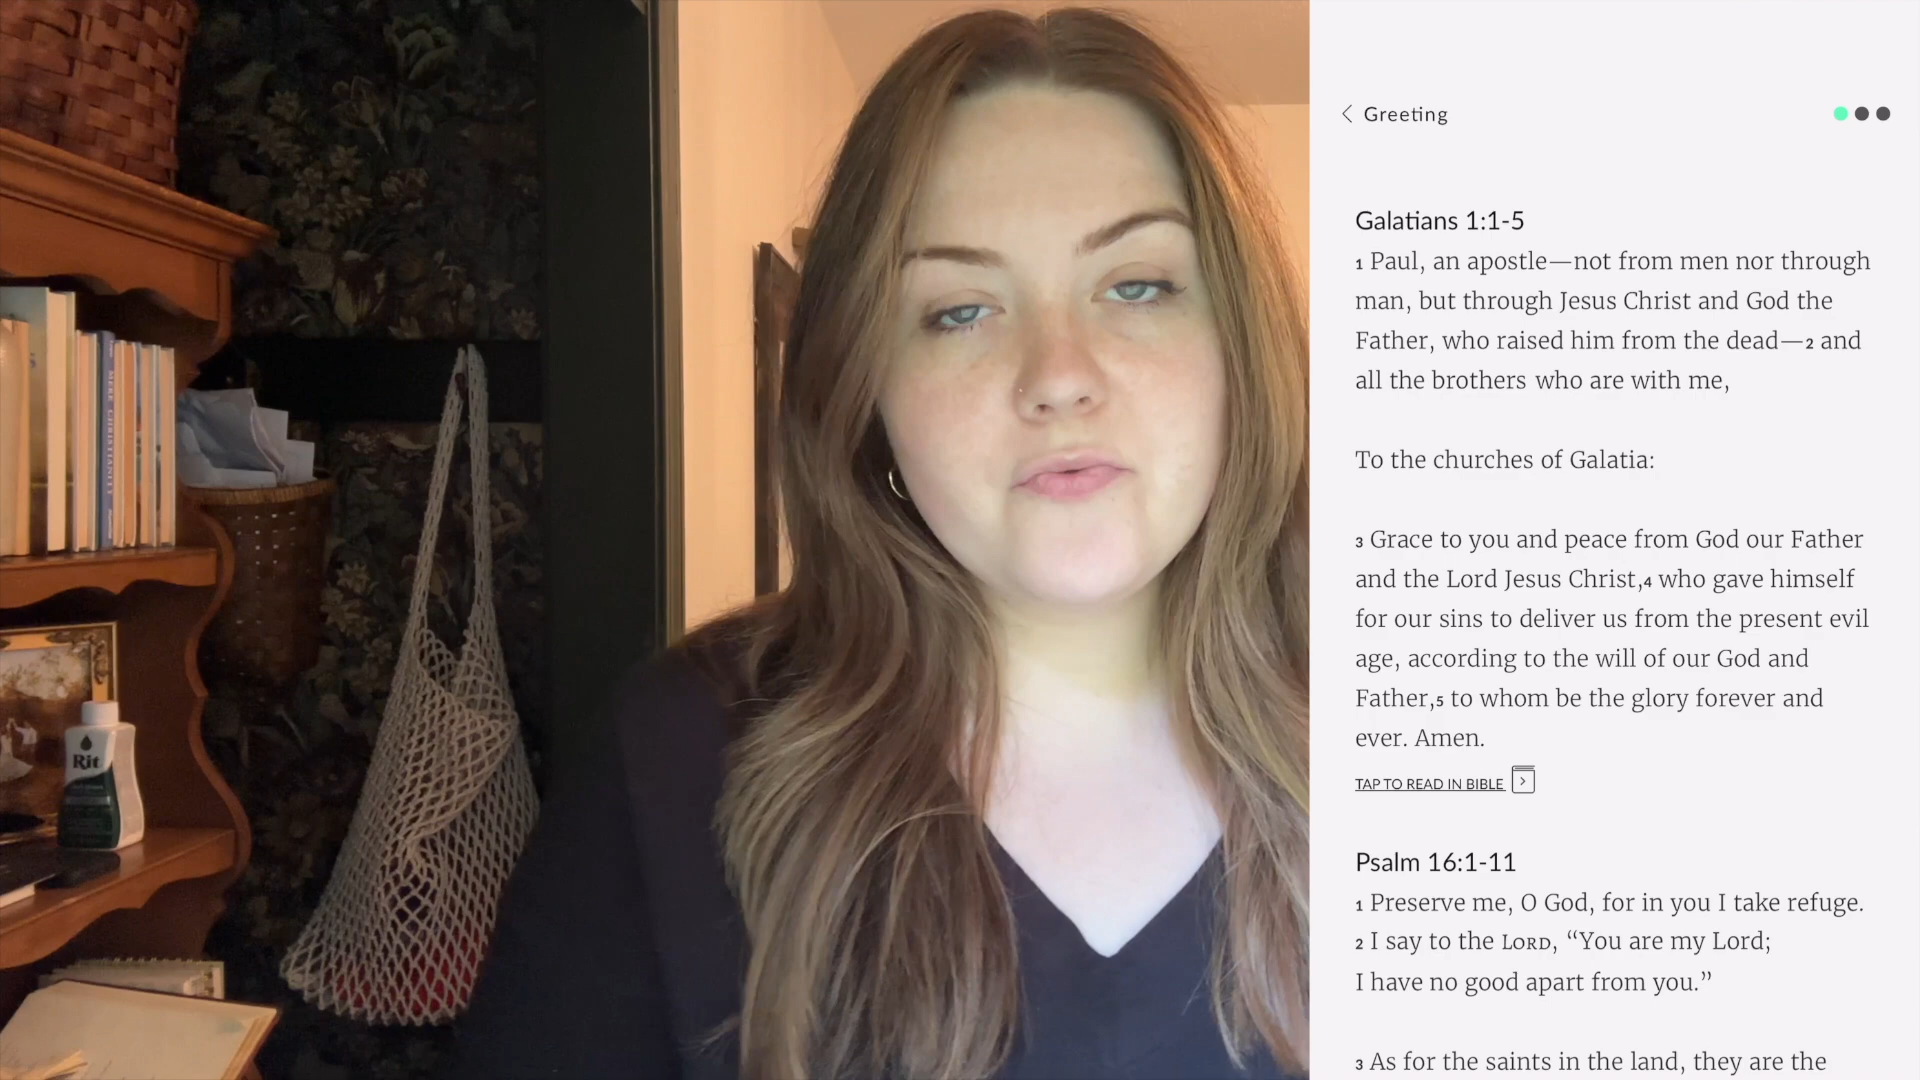 MERE CHRISTIANITY
Rit
Greeting
Galatians 1:1-5
1 Paul, an apostle—not from men nor through
man, but through Jesus Christ and God the
Father, who raised him from the dead—2 and
all the brothers who are with me,
To the churches of Galatia:
3 Grace to you and peace from God our Father
and the Lord Jesus Christ,4 who gave himself
for our sins to deliver us from the present evil
age, according to the will of our God and
Father,5 to whom be the glory forever and
ever. Amen.
TAP TO READ IN BIBLE
Psalm 16:1-11
1 Preserve me, O God, for in you I take refuge.
2 I say to the LORD, “You are my Lord;
I have no good apart from you.”
3 As for the saints in the land, they are the